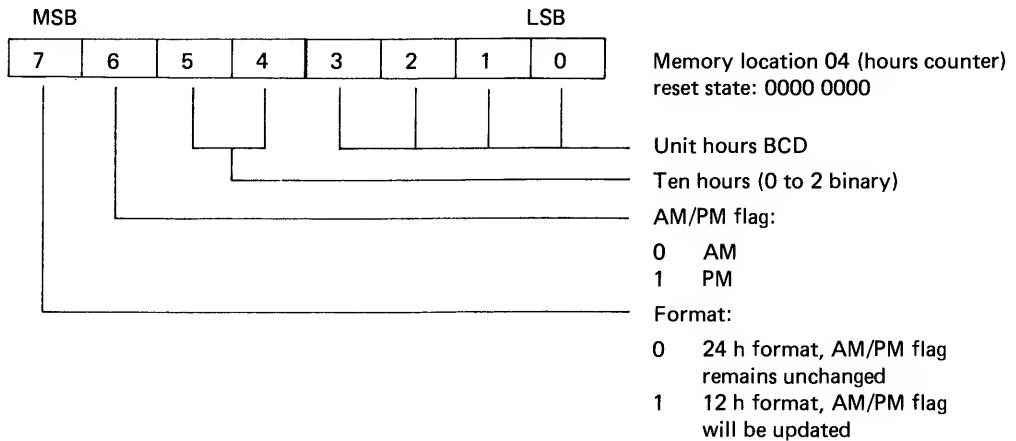 MSB LSB
7 6 5 4 3 2 1 0
Memory location 04 (hours counter)
reset state: 0000 0000
Unit hours BCD
Ten hours (0 to 2 binary)
AM/PM flag:
0 AM
1 PM
Format:
0 24 h format, AM/PM flag
remains unchanged
1 12 h format, AM/PM flag
will be updated